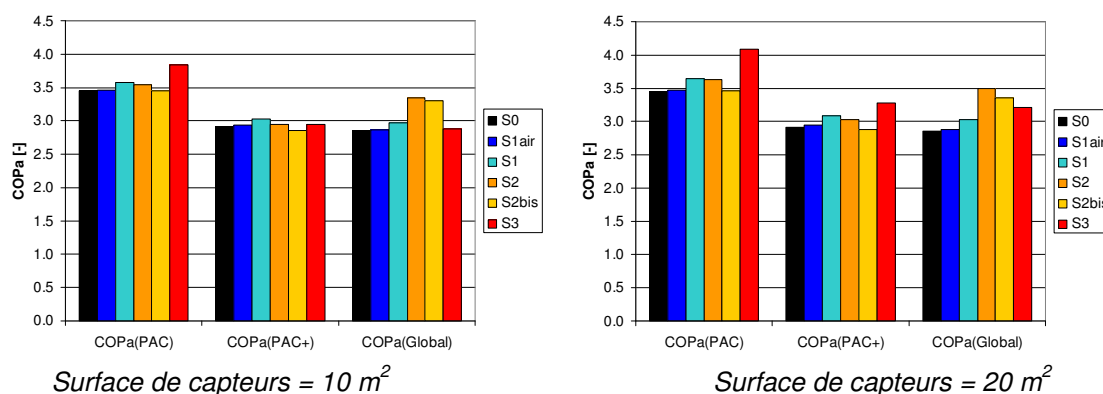 4.5
4.0
3.5
3.0
2.5
2.0
1.5
1.0
0.5
0.0
COPa [-]
COPa(PAC) COPa(PAC+) COPa(Global)
S0
S1air
S1
S2
S2bis
S3
Surface de capteurs = 10 m²
4.5
4.0
3.5
3.0
2.5
2.0
1.5
1.0
0.5
0.0
COPa [-]
COPa(PAC) COPa(PAC+) COPa(Global)
S0
S1air
S1
S2
S2bis
S3
Surface de capteurs = 20 m²